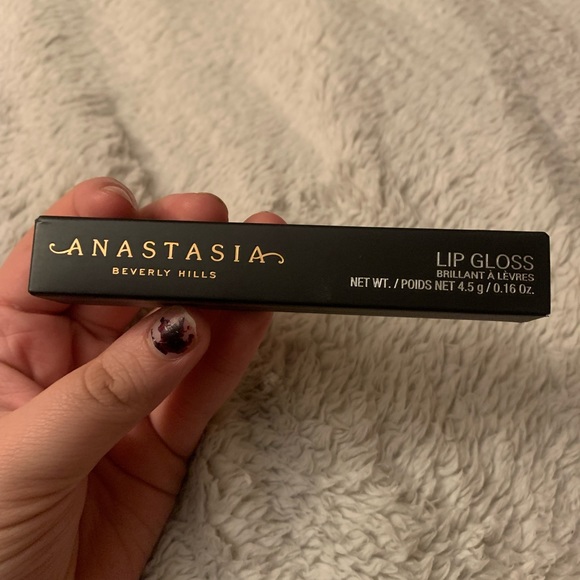 ANASTASIA
BEVERLY HILLS
LIP GLOSS
BRILLANT À LÈVRES
NET WT. / POIDS NET 4.5 g / 0.16 Oz.